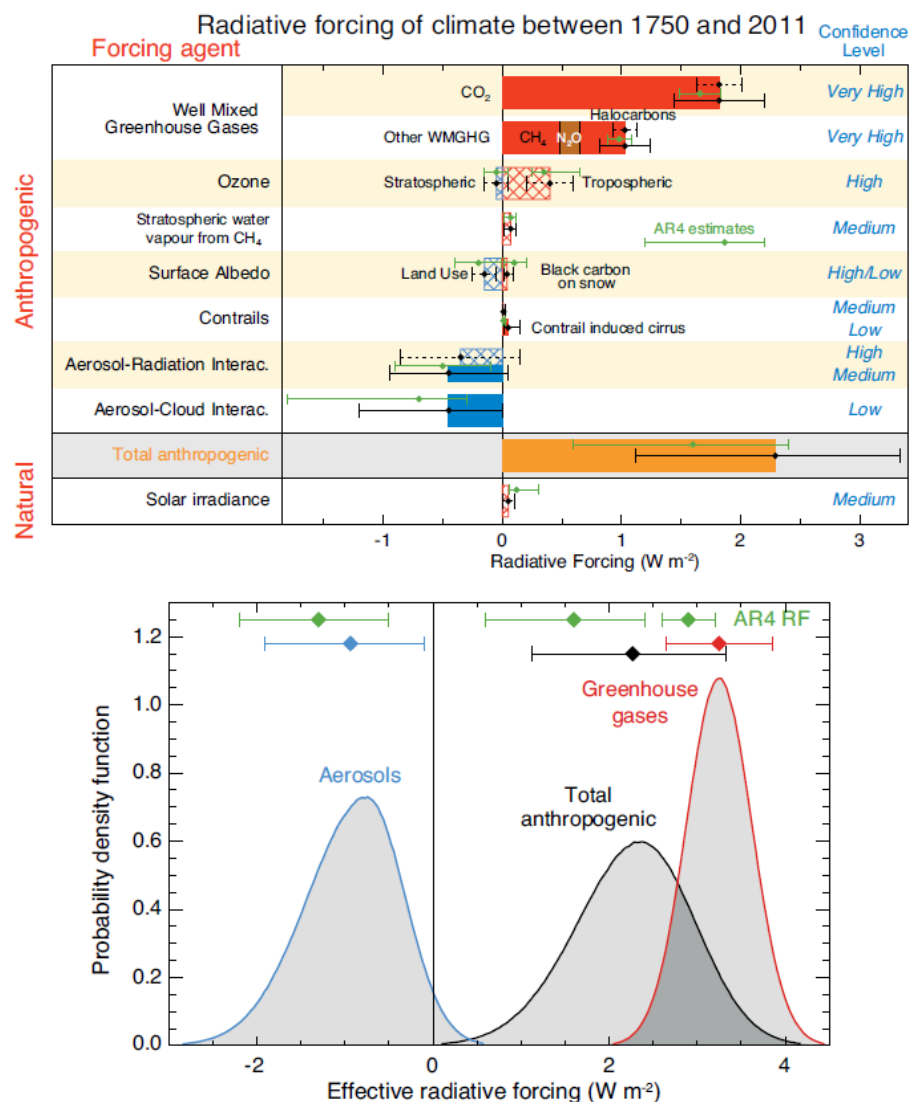 Radiative forcing of climate between 1750 and 2011
Forcing agent
Confidence
Level
Anthropogenic
Natural
Well Mixed
Greenhouse Gases
CO₂
Very High
Other WMGHG
CH₄
N₂O
Halocarbons
Very High
Ozone
Stratospheric
Tropospheric
High
Stratospheric water
vapour from CH₄
AR4 estimates
Medium
Surface Albedo
Land Use
Black carbon
on snow
High/Low
Contrails
Contrail induced cirrus
Medium
Low
Aerosol-Radiation Interac.
High
Medium
Aerosol-Cloud Interac.
Low
Total anthropogenic
Solar irradiance
Medium
-1 0 1 2 3
Radiative Forcing (W m⁻²)
AR4 RF
Greenhouse
gases
Aerosols
Total
anthropogenic
Probability density function
1.2
1.0
0.8
0.6
0.4
0.2
0.0
-2 0 2 4
Effective radiative forcing (W m⁻²)